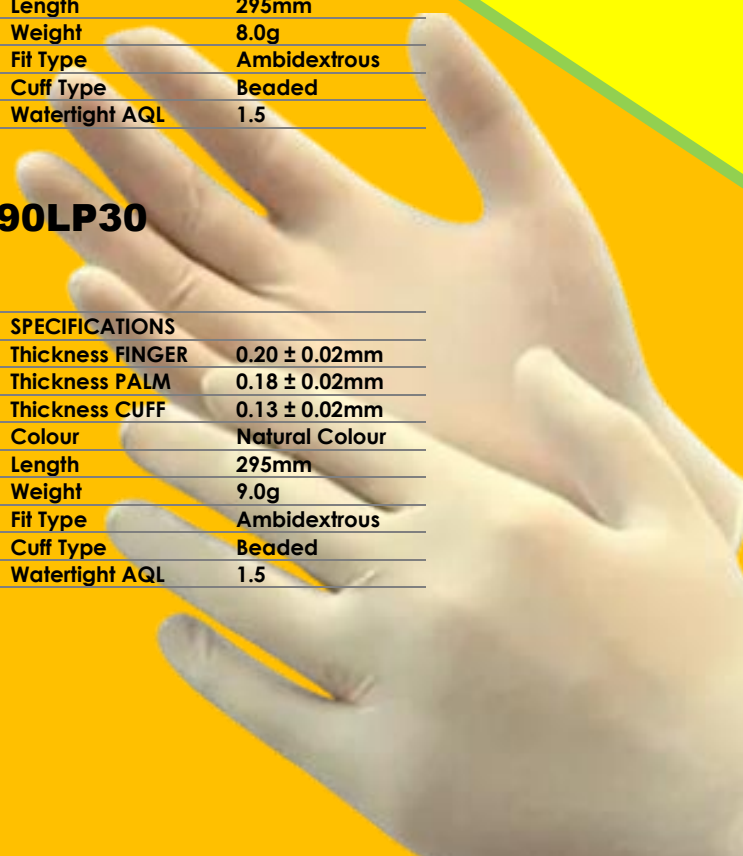 Length 295mm
Weight 8.0g
Fit Type Ambidextrous
Cuff Type Beaded
Watertight AQL 1.5
90LP30
SPECIFICATIONS
Thickness FINGER 0.20 ± 0.02mm
Thickness PALM 0.18 ± 0.02mm
Thickness CUFF 0.13 ± 0.02mm
Colour Natural Colour
Length 295mm
Weight 9.0g
Fit Type Ambidextrous
Cuff Type Beaded
Watertight AQL 1.5